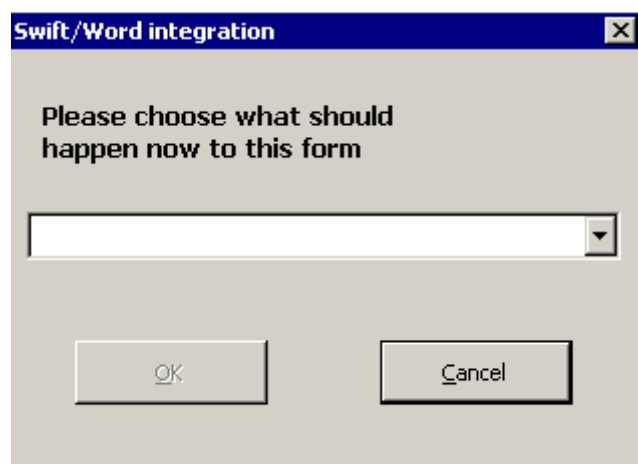 Swift/Word integration
Please choose what should
happen now to this form
OK
Cancel